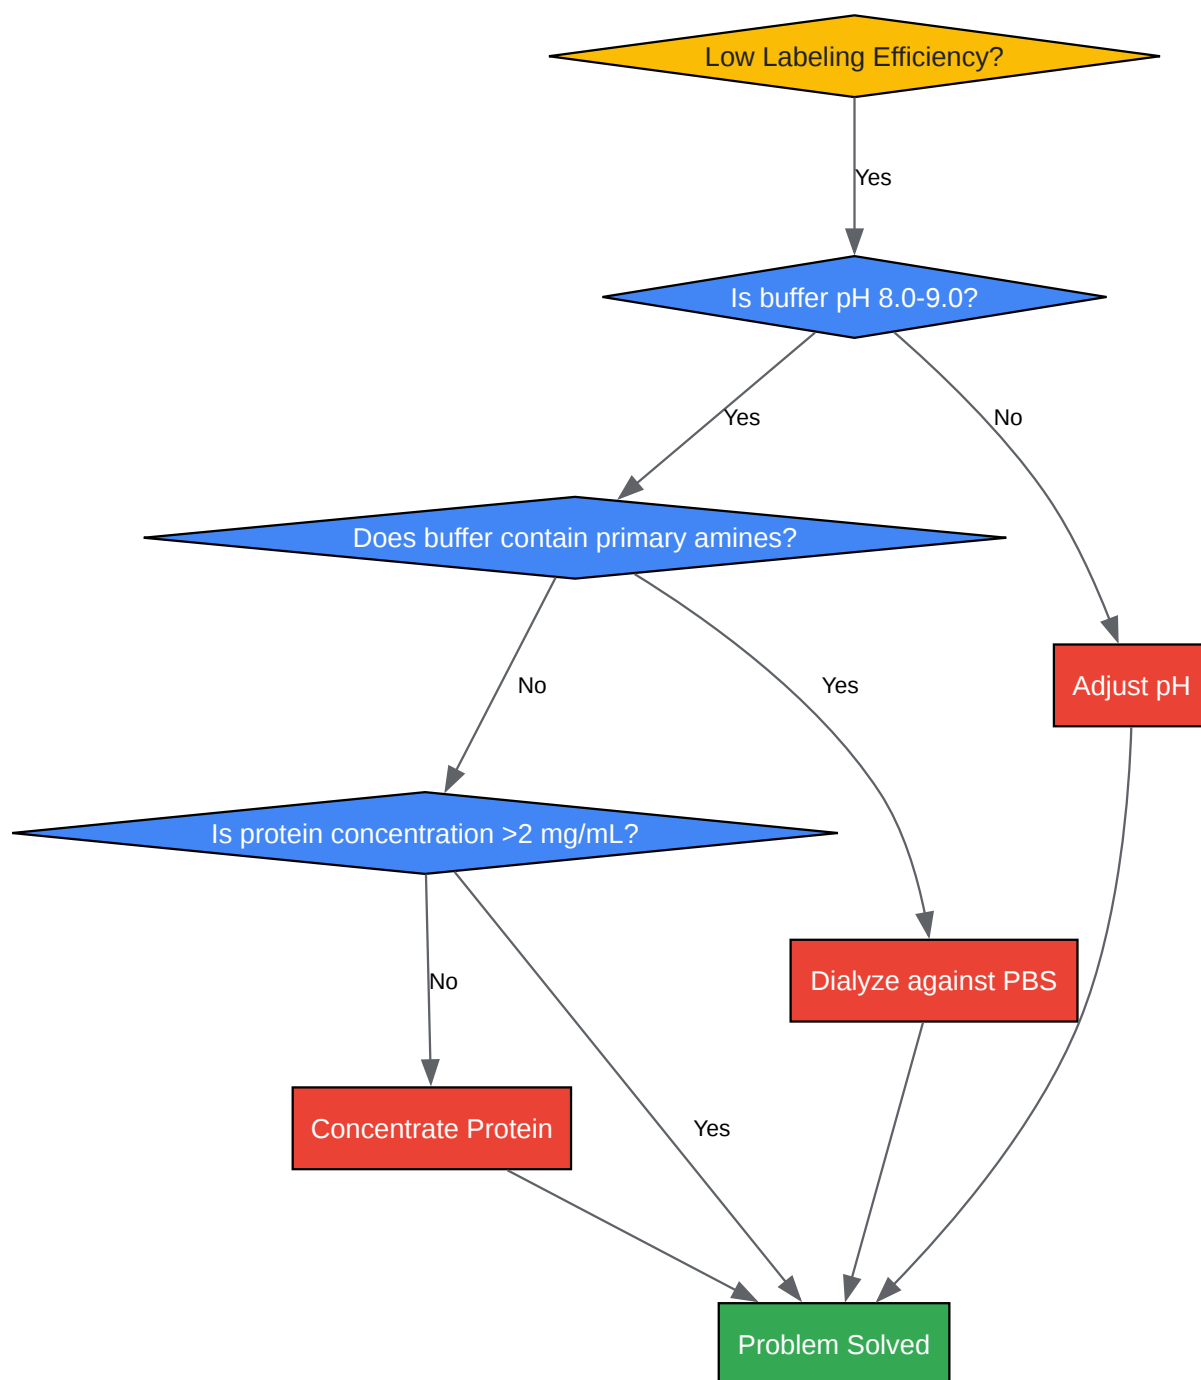 Low Labeling Efficiency?
Yes
Is buffer pH 8.0-9.0?
Yes
No
Does buffer contain primary amines?
No
Yes
Adjust pH
Is protein concentration >2 mg/mL?
No
Dialyze against PBS
Concentrate Protein
Yes
Problem Solved